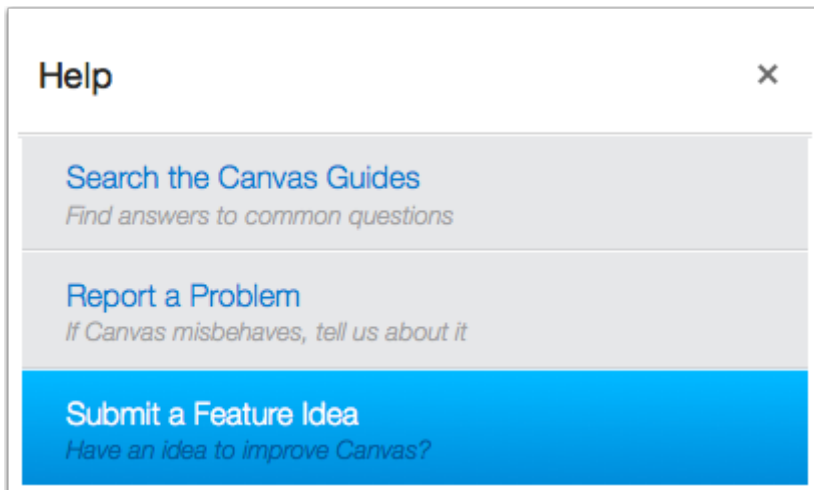 Help
Search the Canvas Guides
Find answers to common questions
Report a Problem
If Canvas misbehaves, tell us about it
Submit a Feature Idea
Have an idea to improve Canvas?